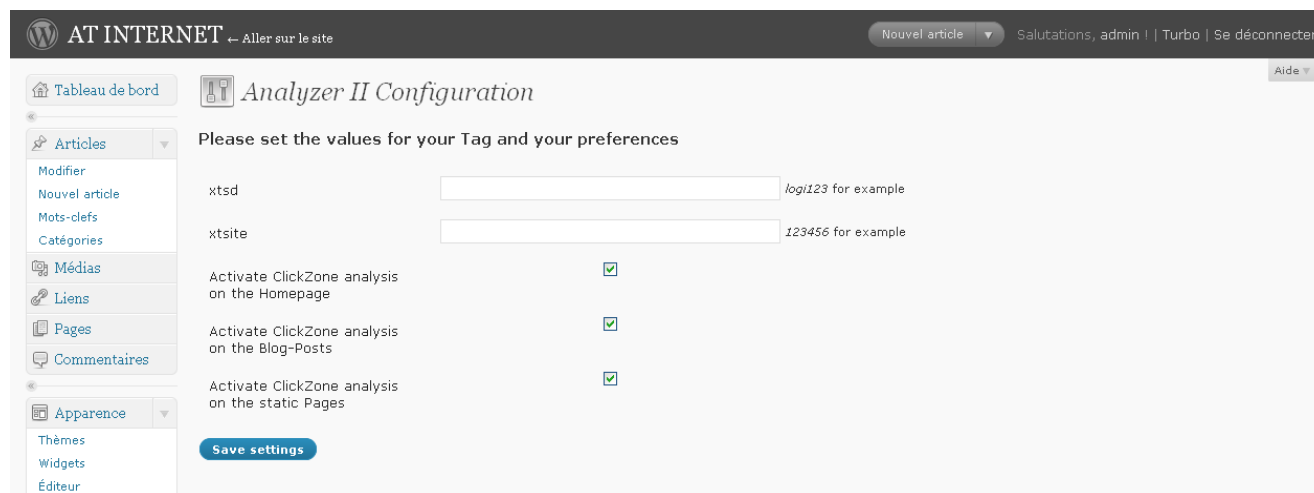 AT INTERNET ← Aller sur le site
Nouvel article ▼ Salutations, admin ! | Turbo | Se déconnecter
Aide ▼
Tableau de bord
Articles
Modifier
Nouvel article
Mots-clefs
Catégories
Médias
Liens
Pages
Commentaires
Apparence
Thèmes
Widgets
Éditeur
Analyzer II Configuration
Please set the values for your Tag and your preferences
xtsd logi123 for example
xtsite 123456 for example
Activate ClickZone analysis
on the Homepage
Activate ClickZone analysis
on the Blog-Posts
Activate ClickZone analysis
on the static Pages
Save settings